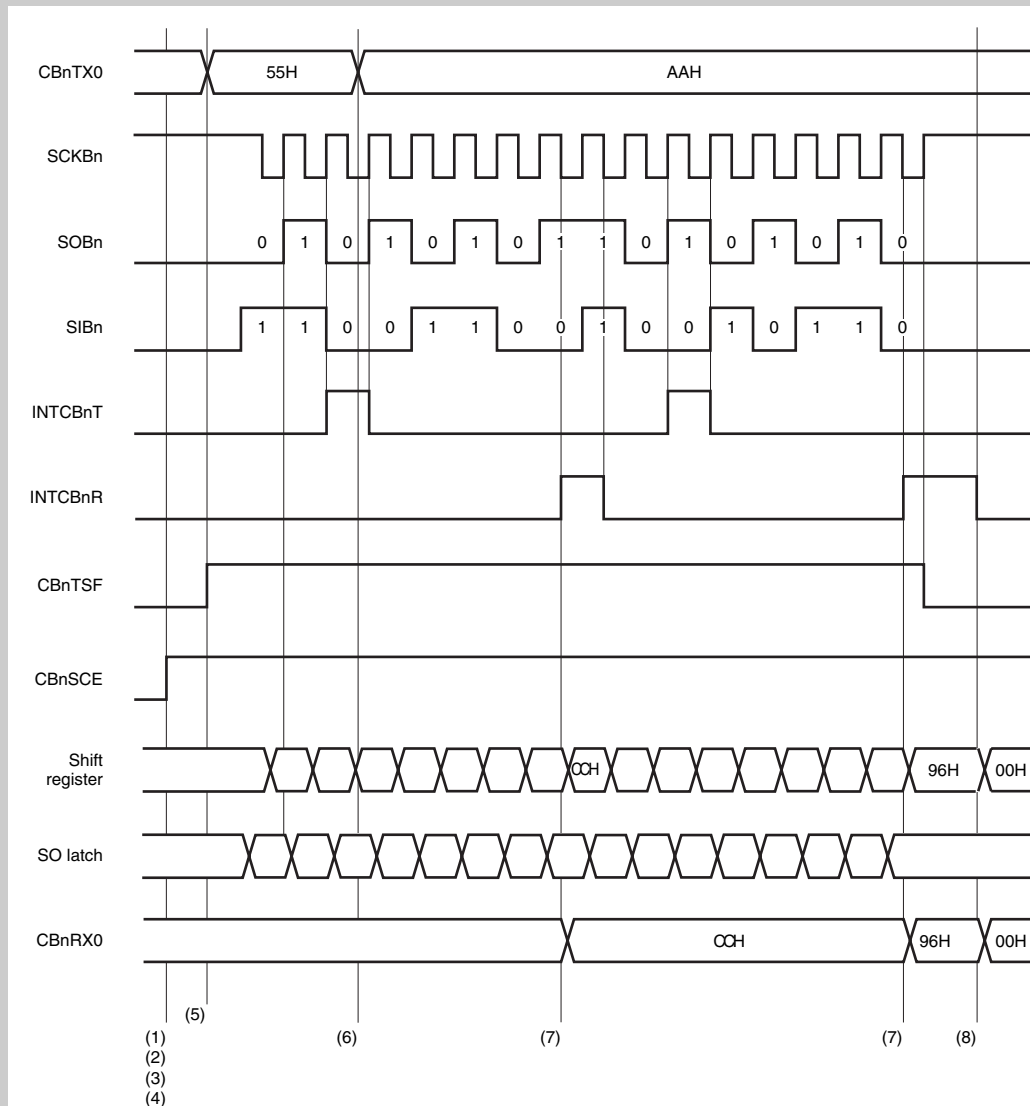 CBnTX0 55H AAH
SCKBn
SOBn 0 1 0 1 0 1 0 1 1 0 1 0 1 0 1 0
SIBn 1 1 0 0 1 1 0 0 1 0 0 1 0 1 1 0
INTCBnT
INTCBnR
CBnTSF
CBnSCE
Shift
register CCH 96H 00H
SO latch
CBnRX0 CCH 96H 00H
(5)
(1) (6) (7) (7) (8)
(2)
(3)
(4)